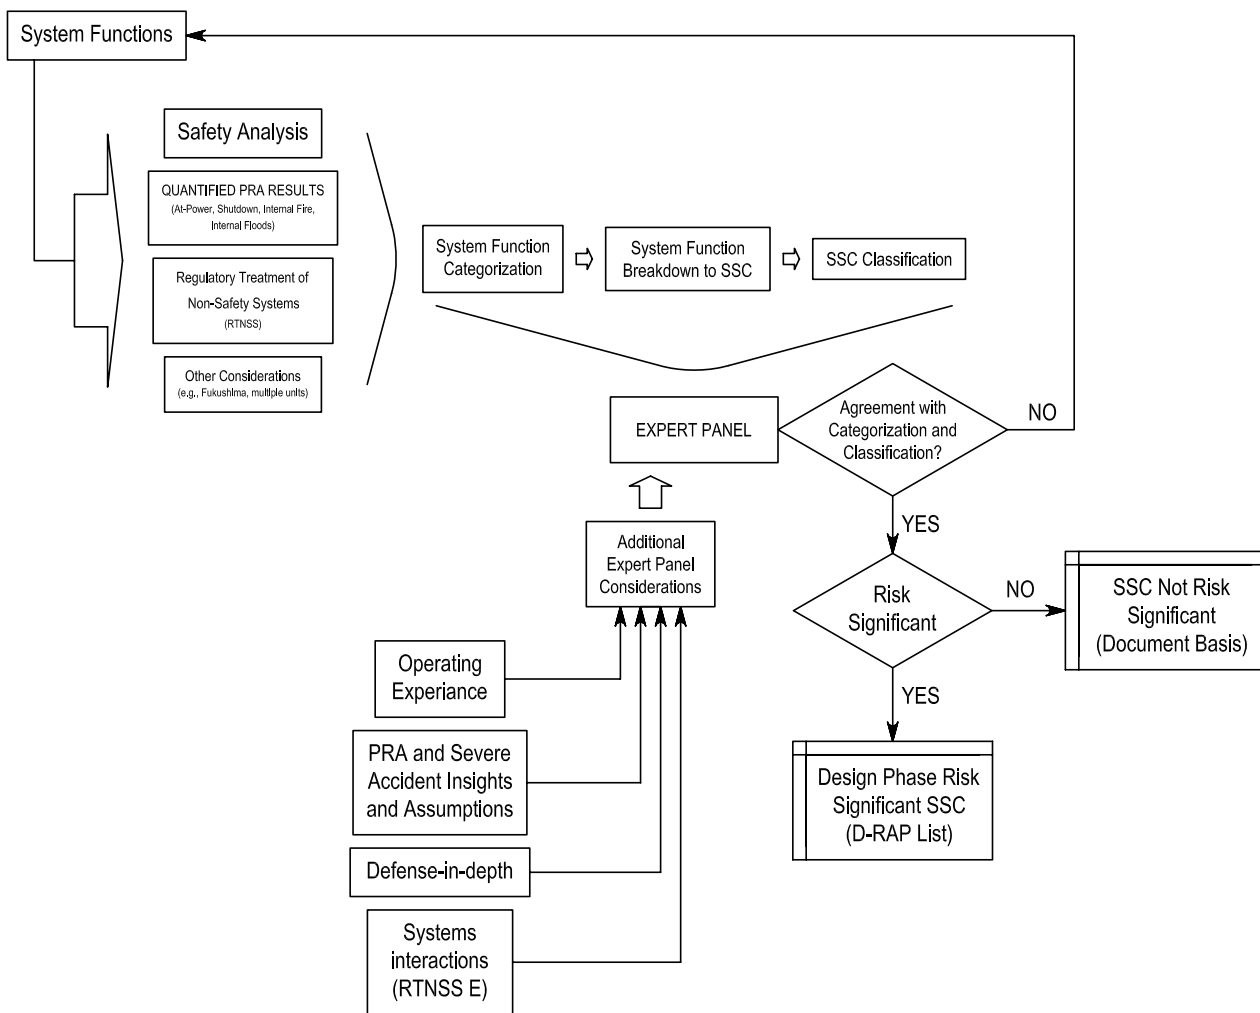 System Functions
Safety Analysis
QUANTIFIED PRA RESULTS
(At-Power, Shutdown, Internal Fire,
Internal Floods)
Regulatory Treatment of
Non-Safety Systems
(RTNSS)
Other Considerations
(e.g., Fukushima, multiple units)
System Function
Categorization
System Function
Breakdown to SSC
SSC Classification
EXPERT PANEL
Agreement with
Categorization and
Classification?
NO
YES
Additional
Expert Panel
Considerations
Risk
Significant
NO
SSC Not Risk
Significant
(Document Basis)
YES
Design Phase Risk
Significant SSC
(D-RAP List)
Operating
Experiance
PRA and Severe
Accident Insights
and Assumptions
Defense-in-depth
Systems
interactions
(RTNSS E)